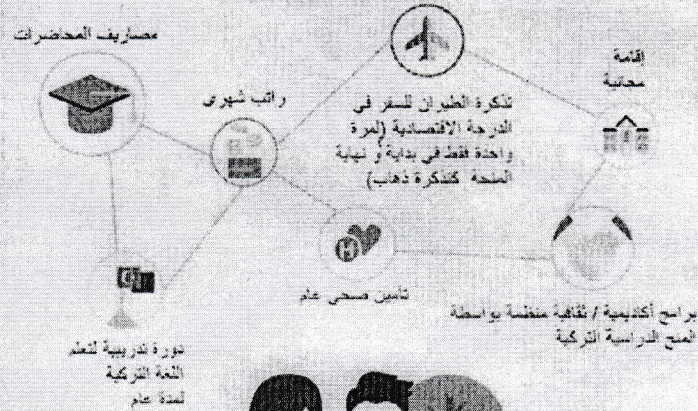 مصاريف المحاضرات
راتب شهري
تذكرة الطيران للسفر في
الدرجة الاقتصادية (لمرة
واحدة فقط في بداية و نهاية
المنحة كتذكرة ذهاب)
إقامة
مجانية
تأمين صحي عام
برامج أكاديمية / ثقافية منظمة بواسطة
المنح الدراسية التركية
دورة تدريبية لتعلم
اللغة التركية
لمدة عام